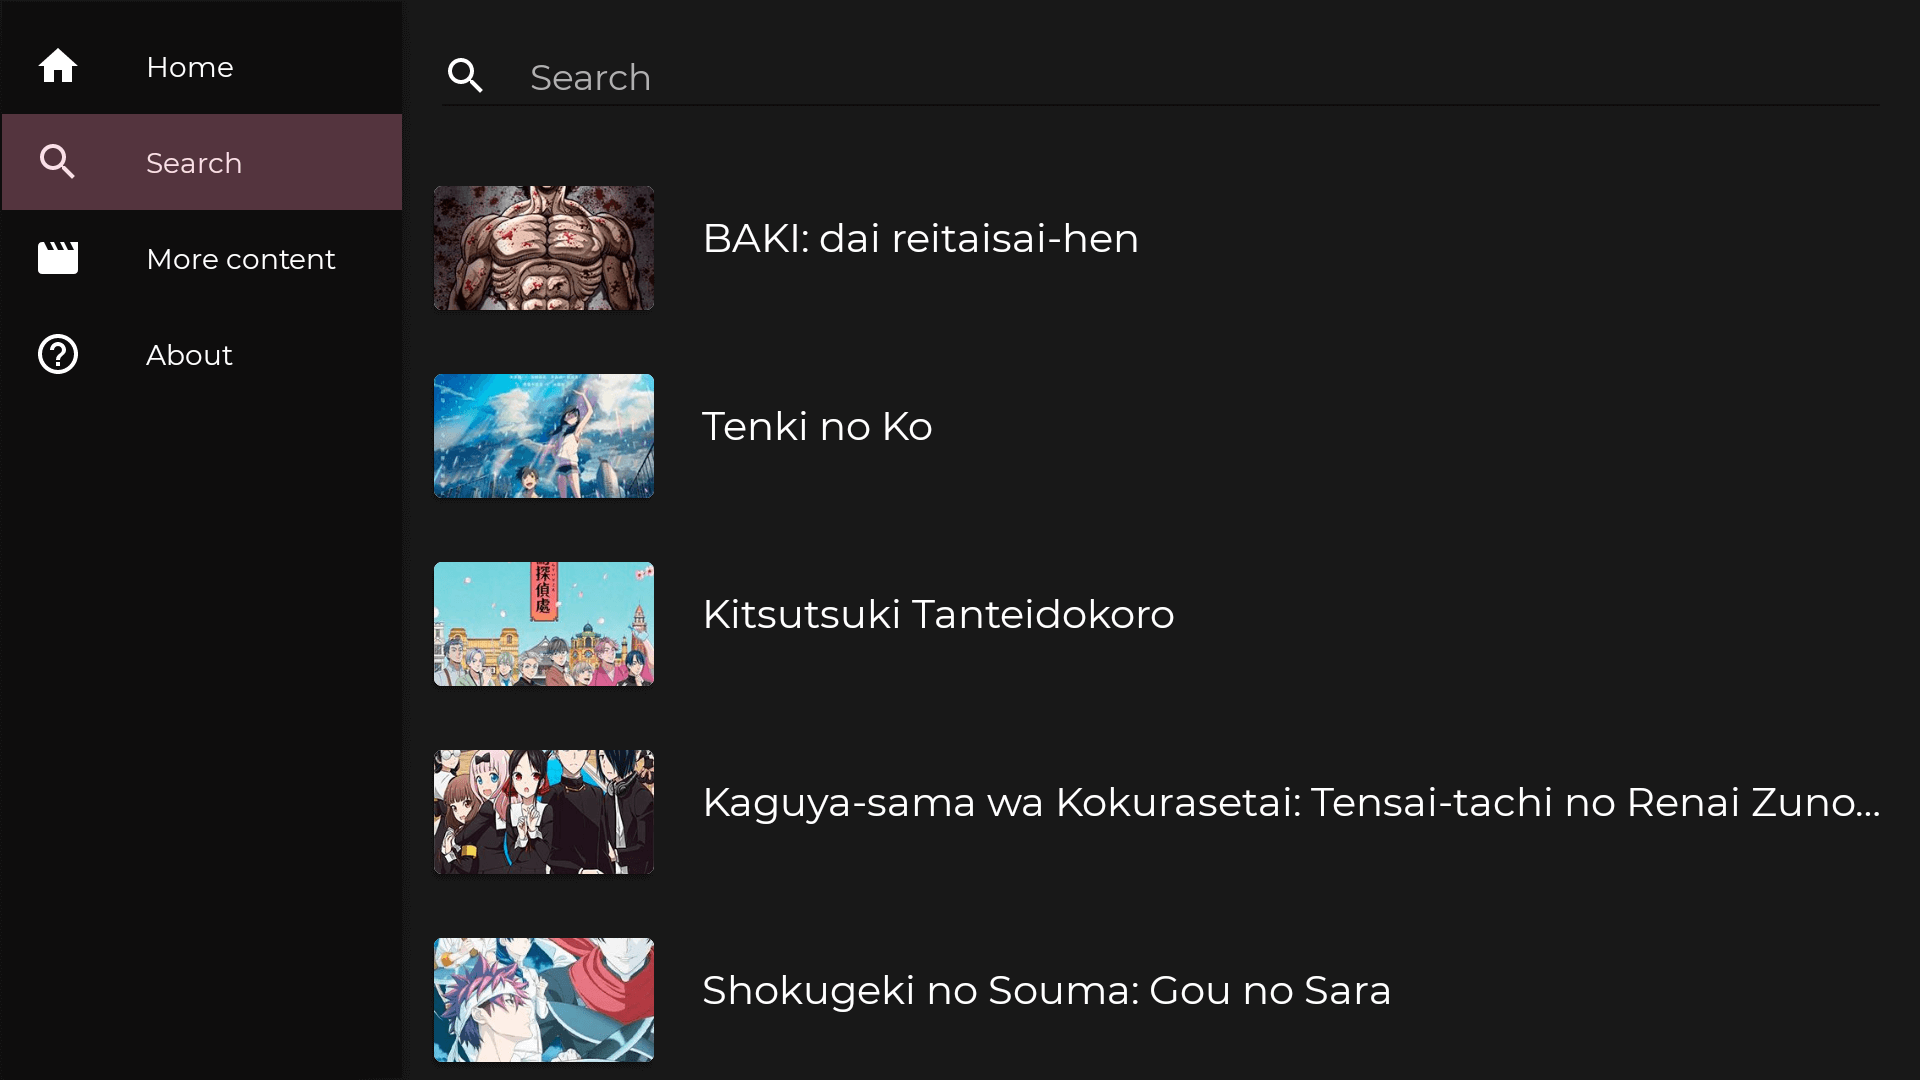 Home
Search
More content
About
Search
BAKI: dai reitaisai-hen
Tenki no Ko
探偵處
Kitsutsuki Tanteidokoro
Kaguya-sama wa Kokurasetai: Tensai-tachi no Renai Zuno...
Shokugeki no Souma: Gou no Sara